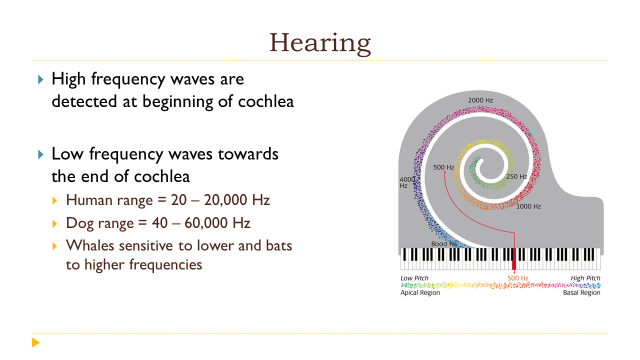 Hearing
High frequency waves are
detected at beginning of cochlea
Low frequency waves towards
the end of cochlea
Human range = 20 – 20,000 Hz
Dog range = 40 – 60,000 Hz
Whales sensitive to lower and bats
to higher frequencies
2000 Hz
500 Hz
250 Hz
4000
Hz
1000 Hz
8000 Hz
500 Hz
Low Pitch
High Pitch
Apical Region
Basal Region